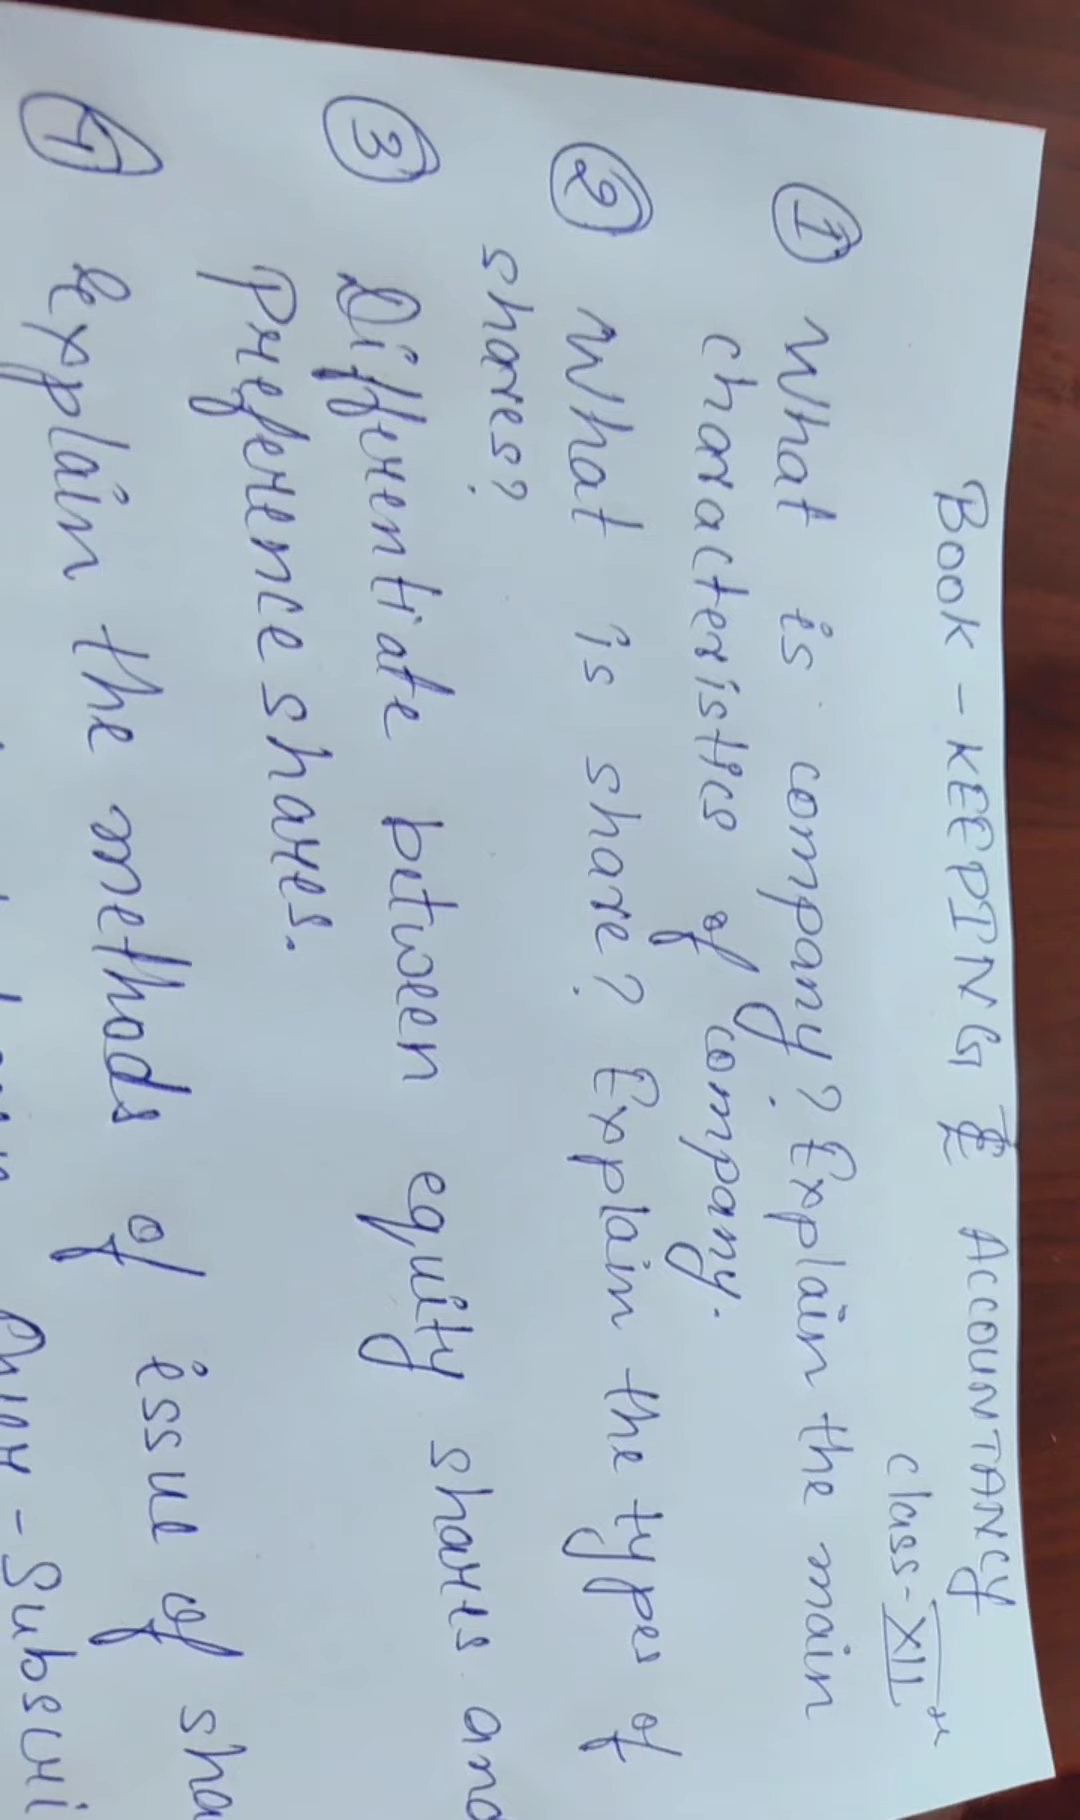 BOOK-KEEPING & ACCOUNTANCY
class-XII
① What is company? Explain the main
characteristics of company.
② What is share? Explain the types of
shares?
③ Differentiate between equity shares and
Preference shares.
④ Explain the methods of issue of sha
Subscri